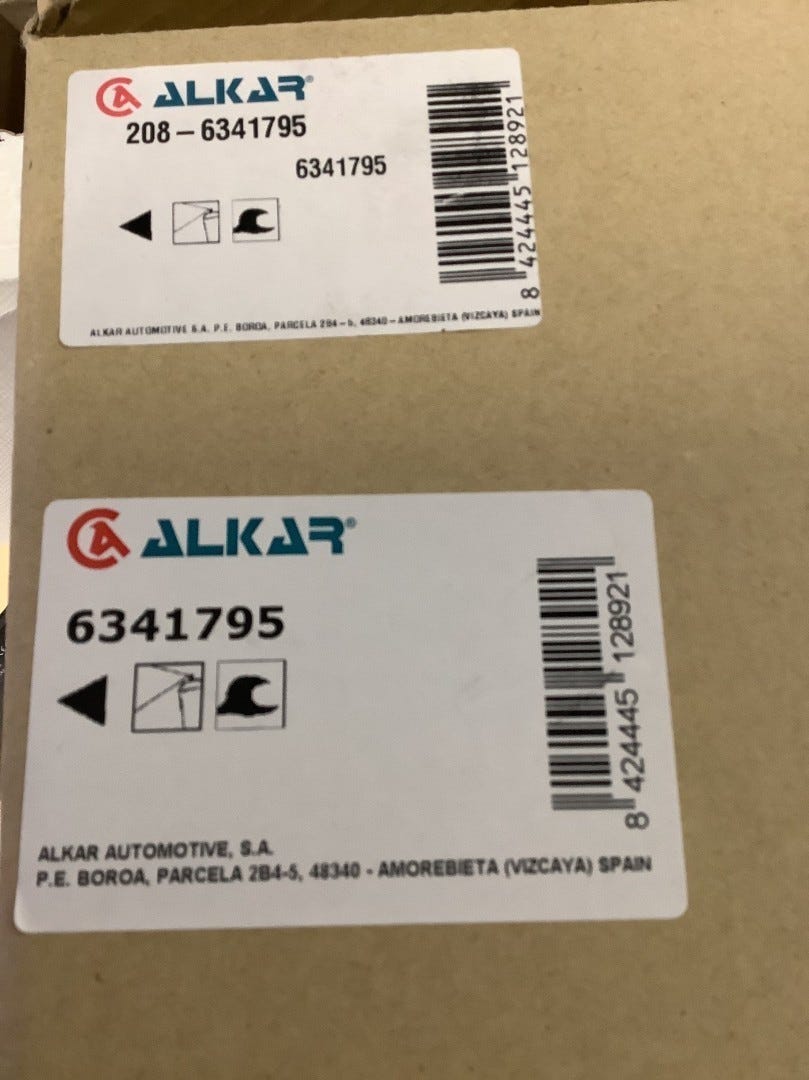 ALKAR®
208-6341795
6341795
8 424445 128921
ALKAR AUTOMOTIVE S.A. P.E. BOROA, PARCELA 2B4-5, 48340-AMOREBIETA (VIZCAYA) SPAIN
ALKAR®
6341795
8 424445 128921
ALKAR AUTOMOTIVE, S.A.
P.E. BOROA, PARCELA 2B4-5, 48340 - AMOREBIETA (VIZCAYA) SPAIN